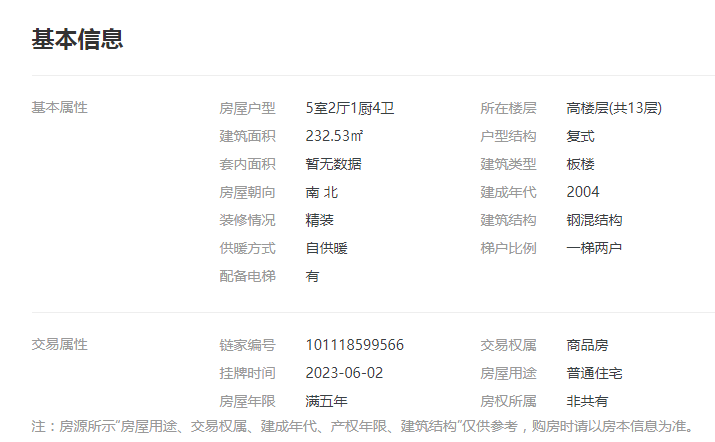 基本信息
基本属性 房屋户型 5室2厅1厨4卫 所在楼层 高楼层(共13层)
建筑面积 232.53㎡ 户型结构 复式
套内面积 暂无数据 建筑类型 板楼
房屋朝向 南 北 建成年代 2004
装修情况 精装 建筑结构 钢混结构
供暖方式 自供暖 梯户比例 一梯两户
配备电梯 有
交易属性 链家编号 101118599566 交易权属 商品房
挂牌时间 2023-06-02 房屋用途 普通住宅
房屋年限 满五年 房权所属 非共有
注：房源所示“房屋用途、交易权属、建成年代、产权年限、建筑结构”仅供参考，购房时请以房本信息为准。